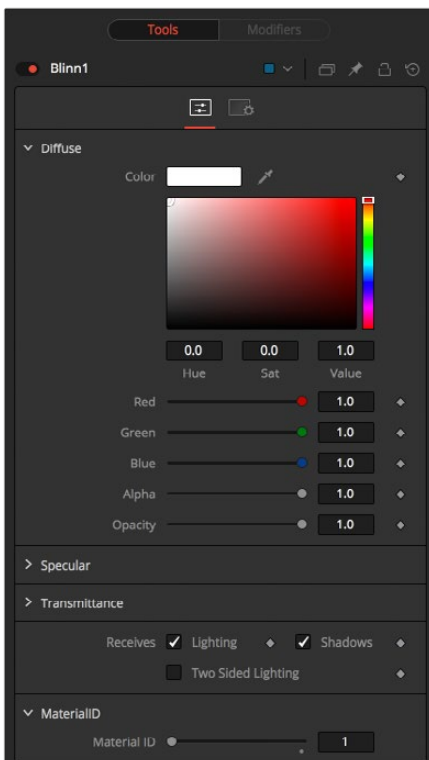 Tools Modifiers
Blinn1
Diffuse
Color
0.0 0.0 1.0
Hue Sat Value
Red 1.0
Green 1.0
Blue 1.0
Alpha 1.0
Opacity 1.0
Specular
Transmittance
Receives Lighting Shadows
Two Sided Lighting
MaterialID
Material ID 1